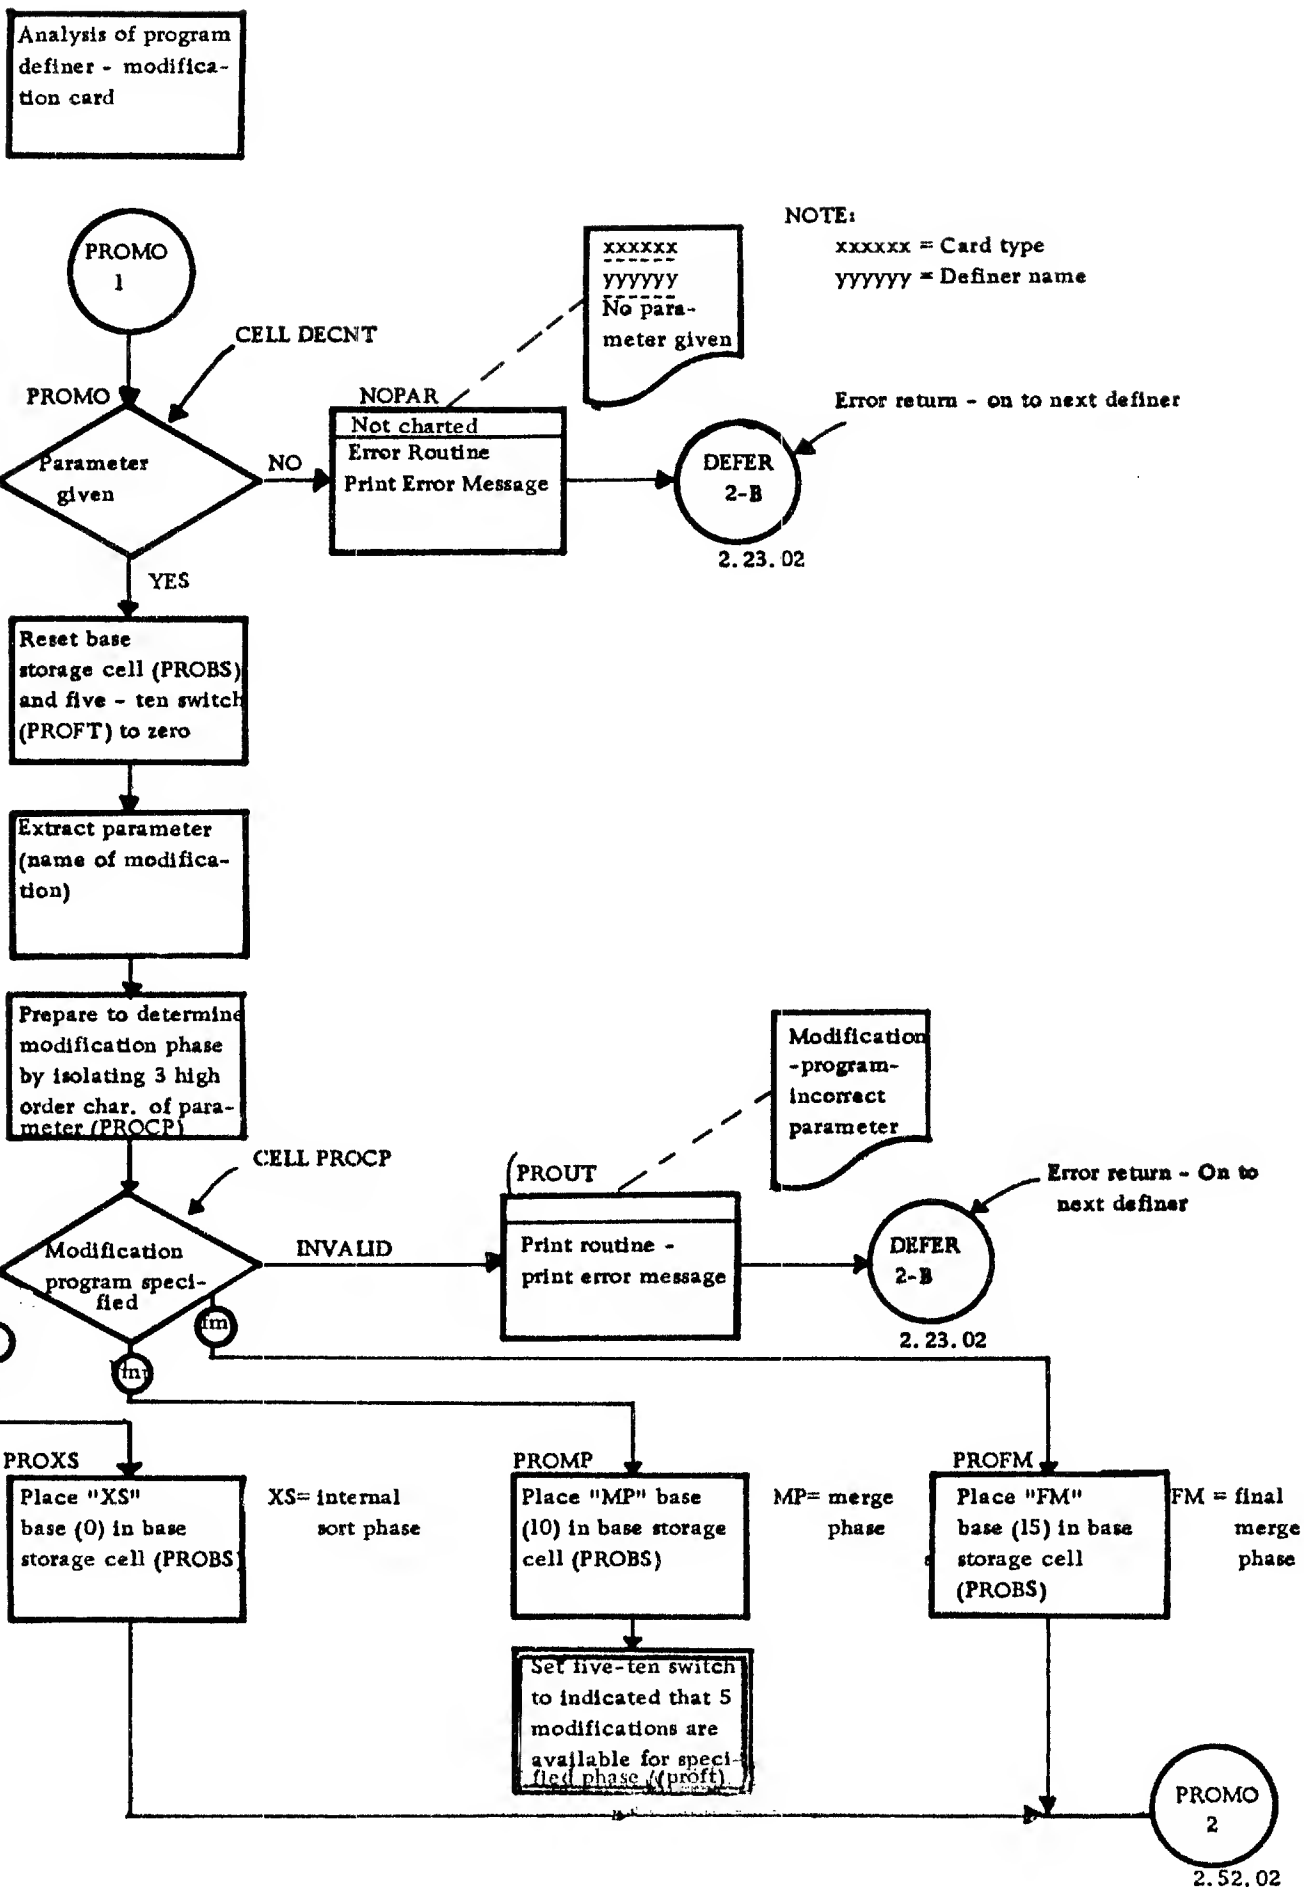 Analysis of program
definer - modifica-
tion card
PROMO
1
xxxxxx
yyyyyy
No para-
meter given
NOTE:
xxxxxx = Card type
yyyyyy = Definer name
CELL DECNT
PROMO
Parameter
given
NO
NOPAR
Not charted
Error Routine
Print Error Message
DEFER
2-B
2.23.02
Error return - on to next definer
YES
Reset base
storage cell (PROBS)
and five - ten switch
(PROFT) to zero
Extract parameter
(name of modifica-
tion)
Prepare to determine
modification phase
by isolating 3 high
order char. of para-
meter (PROCP)
CELL PROCP
Modification
program speci-
fied
INVALID
PROUT
Print routine -
print error message
Modification
-program-
incorrect
parameter
DEFER
2-B
2.23.02
Error return - On to
next definer
fm
PROXS
Place "XS"
base (0) in base
storage cell (PROBS)
XS= internal
sort phase
PROMP
Place "MP" base
(10) in base storage
cell (PROBS)
MP= merge
phase
PROFM
Place "FM"
base (15) in base
storage cell
(PROBS)
FM = final
merge
phase
Set five-ten switch
to indicated that 5
modifications are
available for speci-
fied phase (proft)
PROMO
2
2.52.02